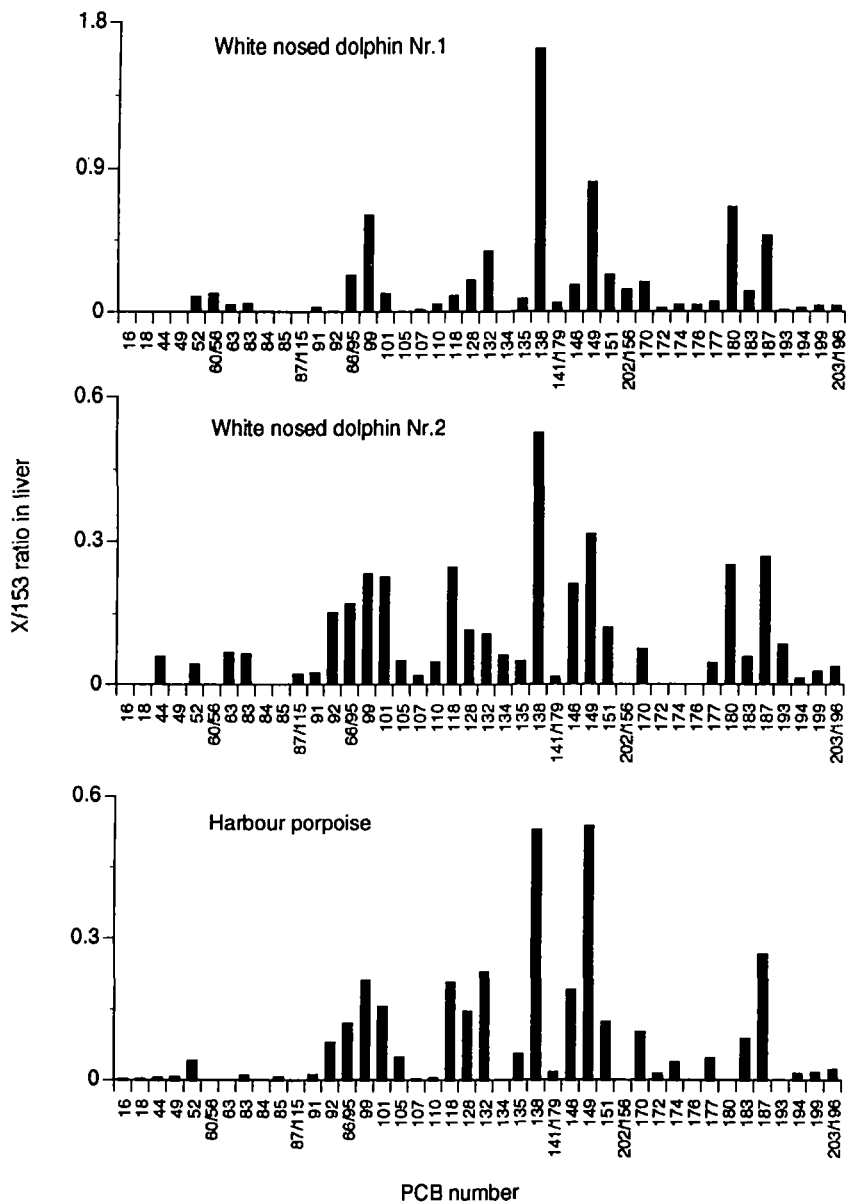 1.8
White nosed dolphin Nr.1
0.9
0
16 18 44 49 52 60/56 63 83 84 85 87/115 91 92 66/95 99 101 105 107 110 118 128 132 134 135 138 141/179 146 149 151 202/156 170 172 174 176 177 180 183 187 193 194 199 203/196
0.6
White nosed dolphin Nr.2
0.3
0
16 18 44 49 52 60/56 63 83 84 85 87/115 91 92 66/95 99 101 105 107 110 118 128 132 134 135 138 141/179 146 149 151 202/156 170 172 174 176 177 180 183 187 193 194 199 203/196
X/153 ratio in liver
0.6
Harbour porpoise
0.3
0
16 18 44 49 52 60/56 63 83 84 85 87/115 91 92 66/95 99 101 105 107 110 118 128 132 134 135 138 141/179 146 149 151 202/156 170 172 174 176 177 180 183 187 193 194 199 203/196
PCB number